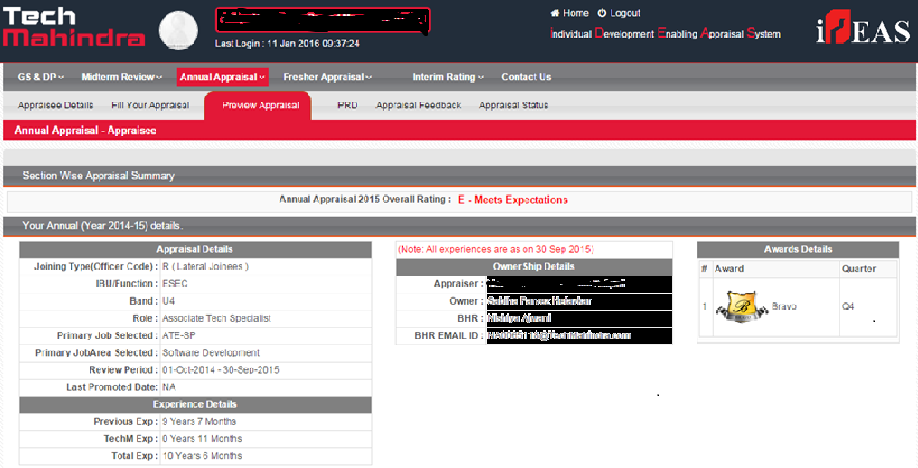 Tech
Mahindra
Last Login : 11 Jan 2016 09:37:24
Home Logout
Individual Development Enabling Appraisal System
iDEAS
GS & DP Midterm Review Annual Appraisal Fresher Appraisal Interim Rating Contact Us
Appraisee Details Fill Your Appraisal Preview Appraisal PRD Appraisal Feedback Appraisal Status
Annual Appraisal - Appraisee
Section Wise Appraisal Summary
Annual Appraisal 2015 Overall Rating : E - Meets Expectations
Your Annual (Year 2014-15) details.
Appraisal Details
Joining Type(Officer Code) : R ( Lateral Joinees )
IBU/Function : ESEC
Band : U4
Role : Associate Tech Specialist
Primary Job Selected : ATE-SP
Primary JobArea Selected : Software Development
Review Period : 01-Oct-2014 - 30-Sep-2015
Last Promoted Date: NA
Experience Details
Previous Exp : 9 Years 7 Months
TechM Exp : 0 Years 11 Months
Total Exp : 10 Years 6 Months
(Note: All experiences are as on 30 Sep 2015)
OwnerShip Details
Appraiser :
Owner :
BHR :
BHR EMAIL ID :
Awards Details
# Award Quarter
1 Bravo Q4